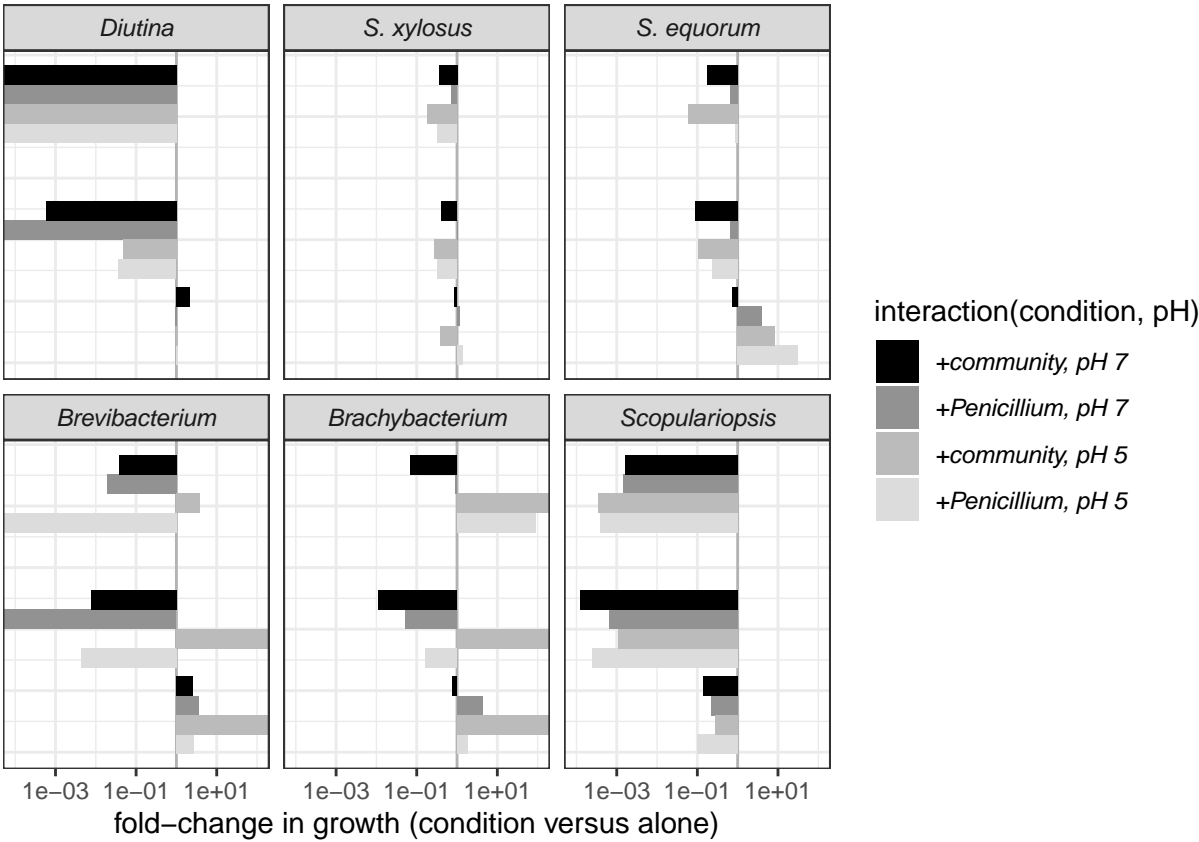 Diutina
S. xylosus
S. equorum
Brevibacterium
Brachybacterium
Scopulariopsis
1e−03 1e−01 1e+01
1e−03 1e−01 1e+01
1e−03 1e−01 1e+01
fold−change in growth (condition versus alone)
interaction(condition, pH)
+community, pH 7
+Penicillium, pH 7
+community, pH 5
+Penicillium, pH 5